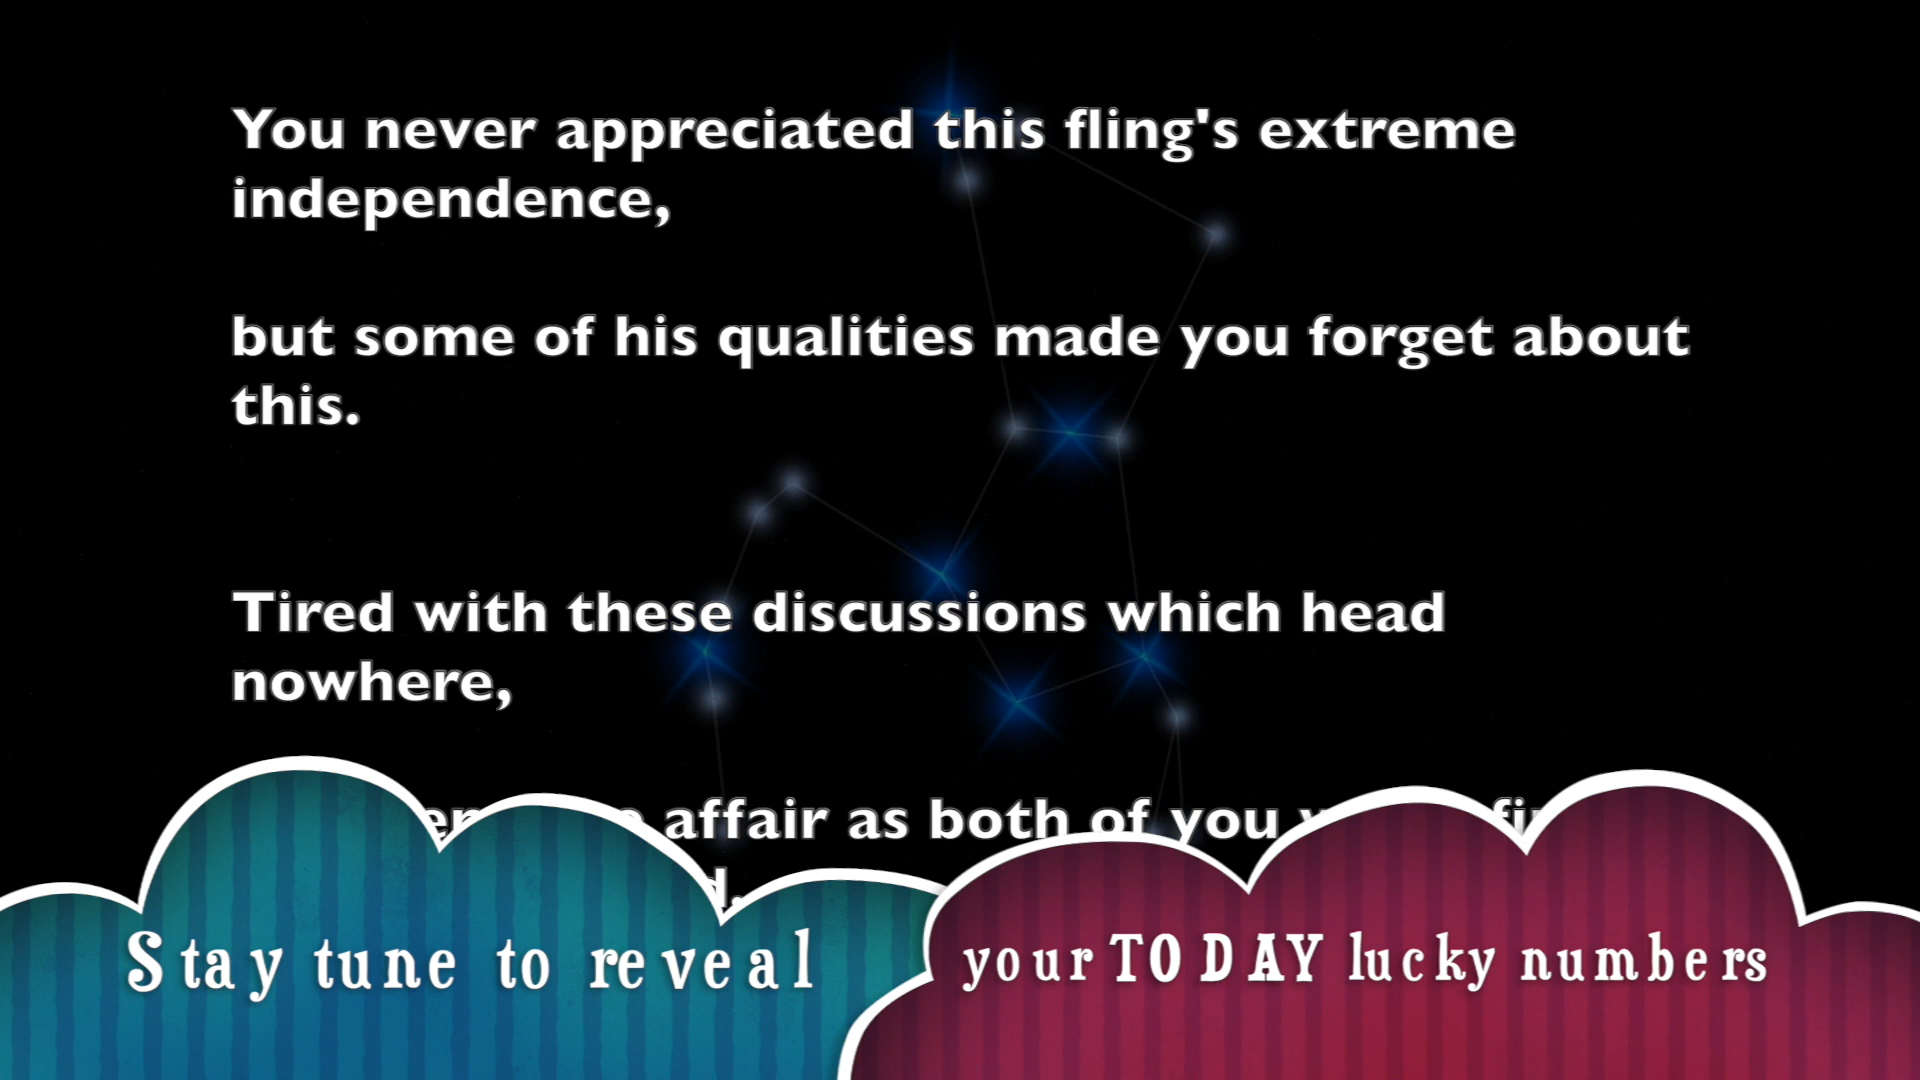 You never appreciated this fling's extreme
independence,
but some of his qualities made you forget about
this.
Tired with these discussions which head
nowhere,
affair as both of you
Stay tune to reveal your TODAY lucky numbers